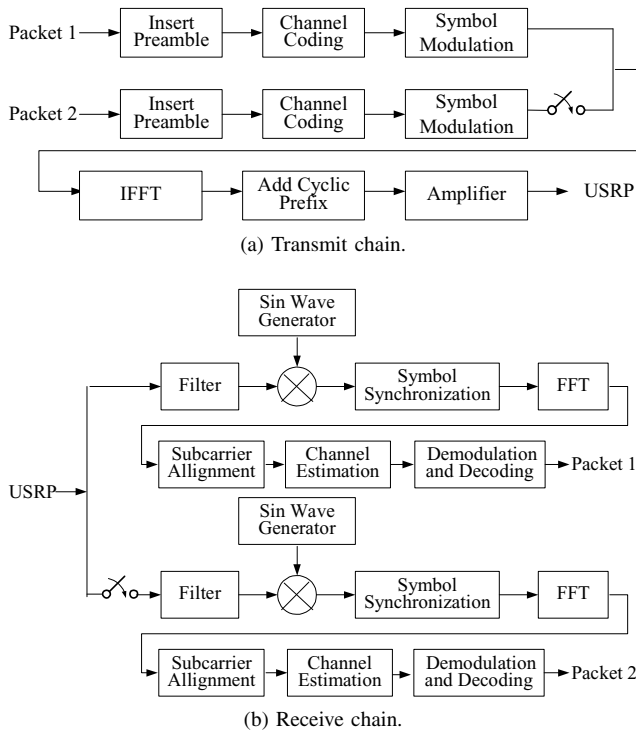 Packet 1
Insert
Preamble
Channel
Coding
Symbol
Modulation
Packet 2
Insert
Preamble
Channel
Coding
Symbol
Modulation
IFFT
Add Cyclic
Prefix
Amplifier
USRP
(a) Transmit chain.
Sin Wave
Generator
Filter
Symbol
Synchronization
FFT
Subcarrier
Allignment
Channel
Estimation
Demodulation
and Decoding
Packet 1
USRP
Sin Wave
Generator
Filter
Symbol
Synchronization
FFT
Subcarrier
Allignment
Channel
Estimation
Demodulation
and Decoding
Packet 2
(b) Receive chain.